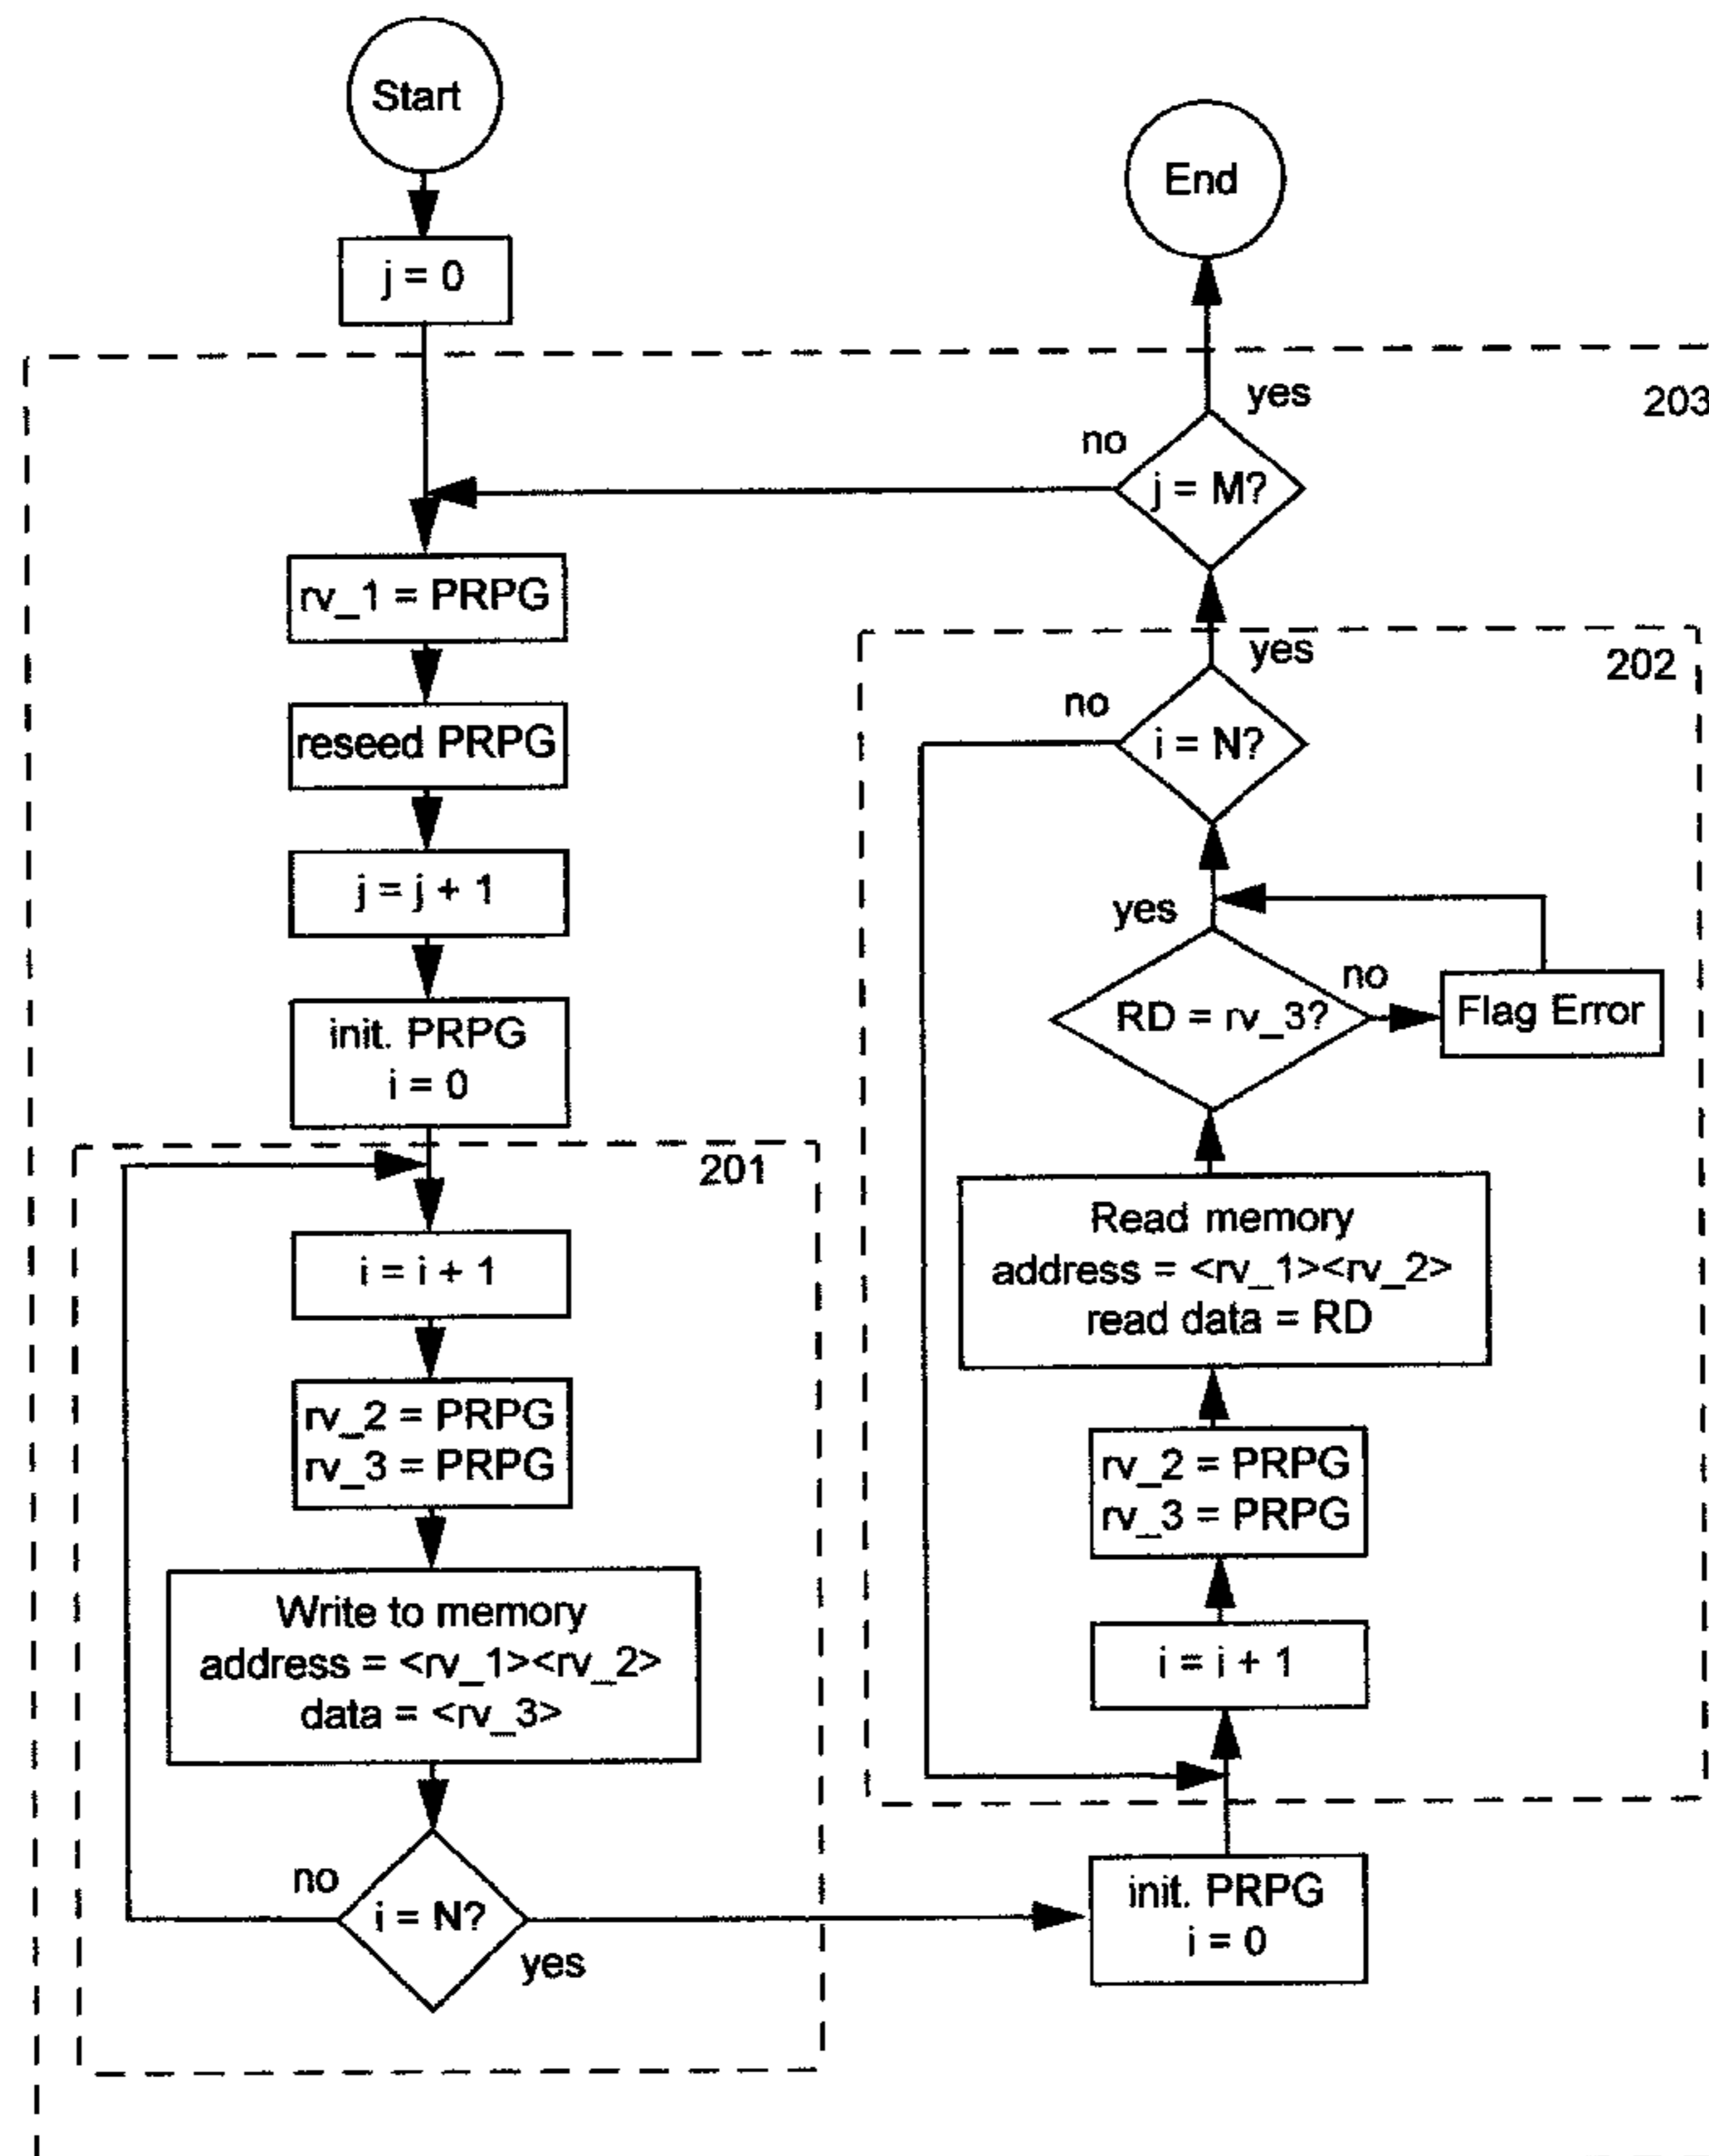 Start
j = 0
203
rv_1 = PRPG
reseed PRPG
j = j + 1
init. PRPG
i = 0
201
i = i + 1
rv_2 = PRPG
rv_3 = PRPG
Write to memory
address = <rv_1><rv_2>
data = <rv_3>
no
i = N?
yes
init. PRPG
i = 0
202
i = i + 1
rv_2 = PRPG
rv_3 = PRPG
Read memory
address = <rv_1><rv_2>
read data = RD
RD = rv_3?
no
Flag Error
yes
i = N?
no
yes
j = M?
no
yes
End